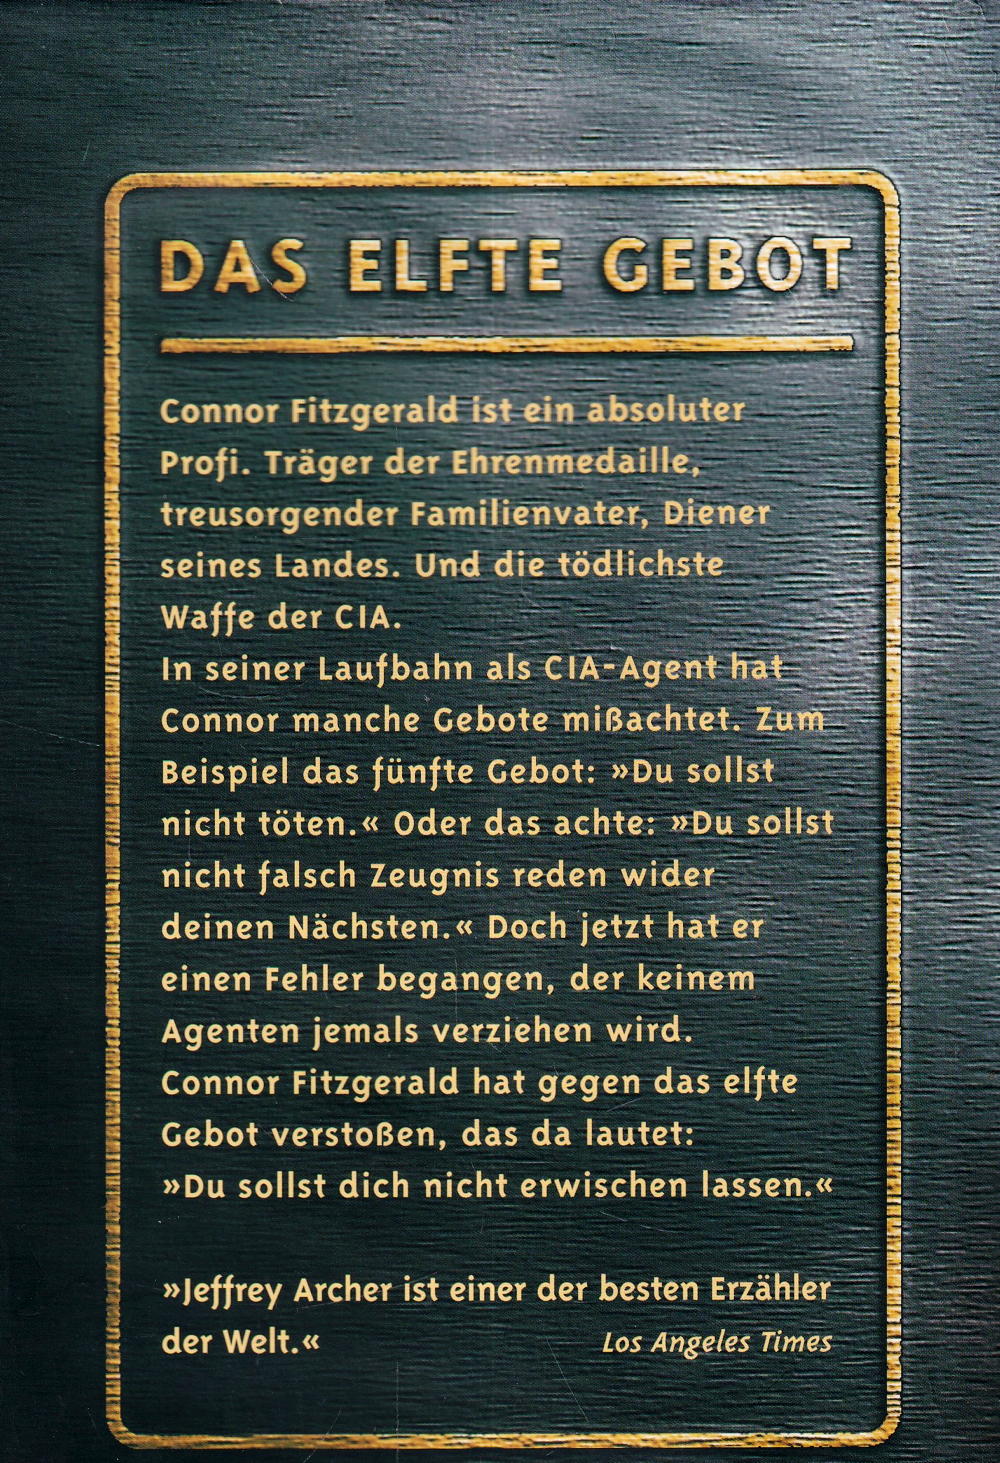 DAS ELFTE GEBOT
Connor Fitzgerald ist ein absoluter
Profi. Träger der Ehrenmedaille,
treusorgender Familienvater, Diener
seines Landes. Und die tödlichste
Waffe der CIA.
In seiner Laufbahn als CIA-Agent hat
Connor manche Gebote mißachtet. Zum
Beispiel das fünfte Gebot: »Du sollst
nicht töten.« Oder das achte: »Du sollst
nicht falsch Zeugnis reden wider
deinen Nächsten.« Doch jetzt hat er
einen Fehler begangen, der keinem
Agenten jemals verziehen wird.
Connor Fitzgerald hat gegen das elfte
Gebot verstoßen, das da lautet:
»Du sollst dich nicht erwischen lassen.«
»Jeffrey Archer ist einer der besten Erzähler
der Welt.« Los Angeles Times